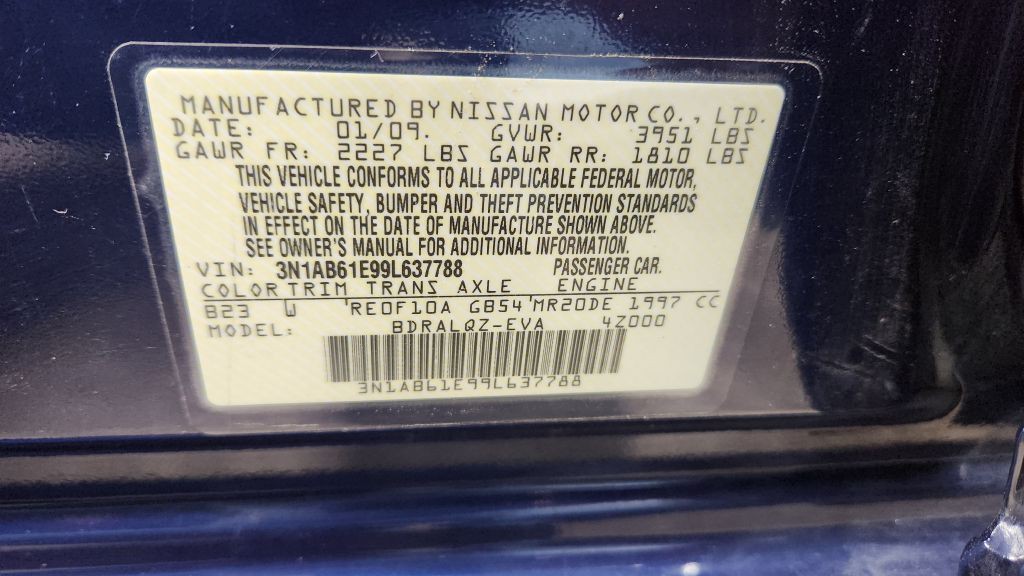 MANUFACTURED BY NISSAN MOTOR CO., LTD.
DATE: 01/09. GVWR: 3951 LBS
GAWR FR: 2227 LBS GAWR RR: 1810 LBS
THIS VEHICLE CONFORMS TO ALL APPLICABLE FEDERAL MOTOR,
VEHICLE SAFETY, BUMPER AND THEFT PREVENTION STANDARDS
IN EFFECT ON THE DATE OF MANUFACTURE SHOWN ABOVE.
SEE OWNER'S MANUAL FOR ADDITIONAL INFORMATION.
VIN: 3N1AB61E99L637788 PASSENGER CAR.
COLOR TRIM TRANS AXLE ENGINE
B23 W RE0F10A GB54 MR20DE 1997 CC
MODEL: BDRALQZ-EVA 4Z000
3N1AB61E99L637788